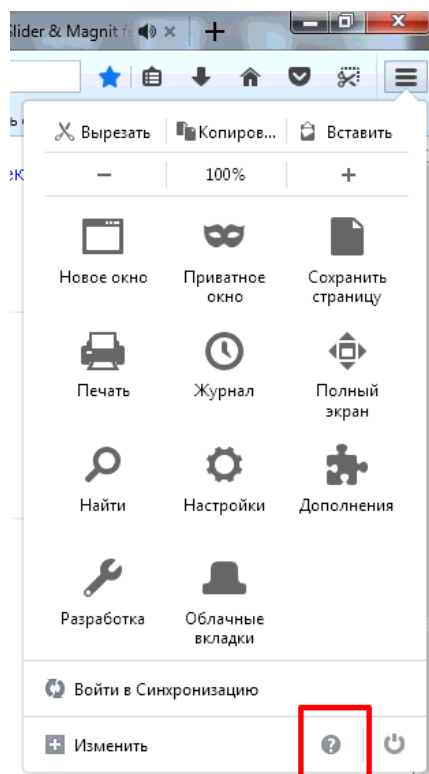 Slider & Magnit f
Вырезать Копиров... Вставить
− 100% +
Новое окно Приватное окно Сохранить страницу
Печать Журнал Полный экран
Найти Настройки Дополнения
Разработка Облачные вкладки
Войти в Синхронизацию
Изменить ?